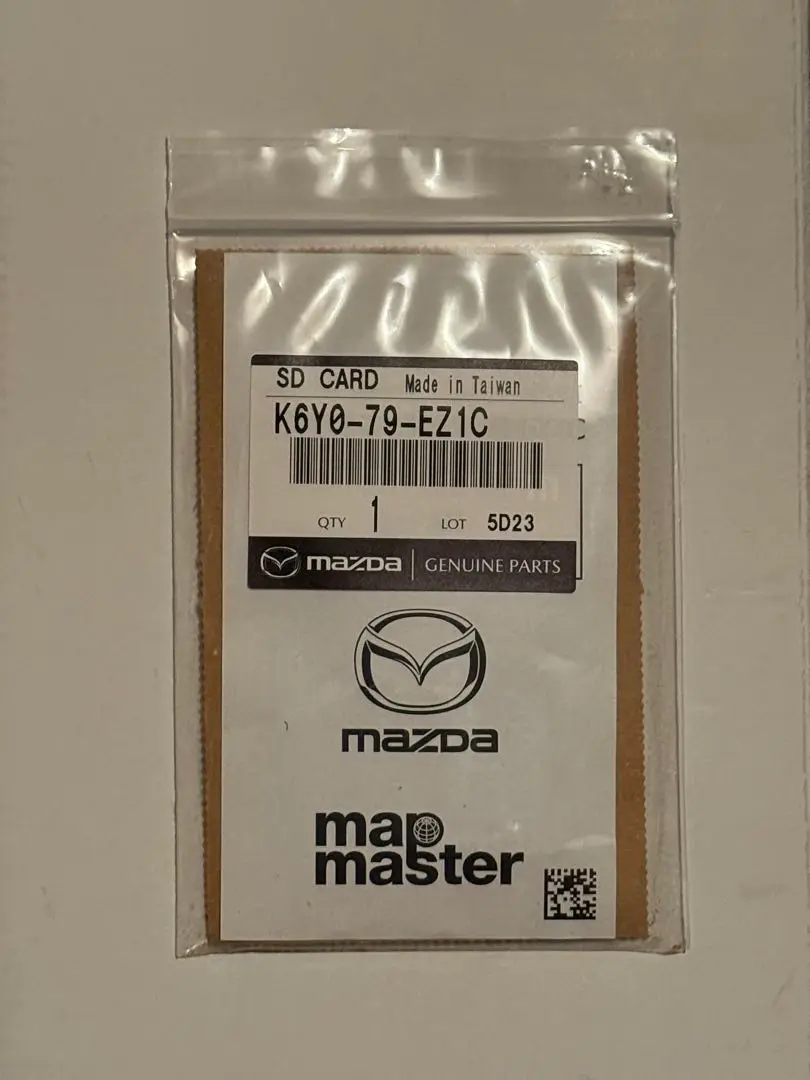 SD CARD Made in Taiwan
K6Y0-79-EZ1C
C
QTY 1 LOT 5D23
mazda GENUINE PARTS
mazda
map
master